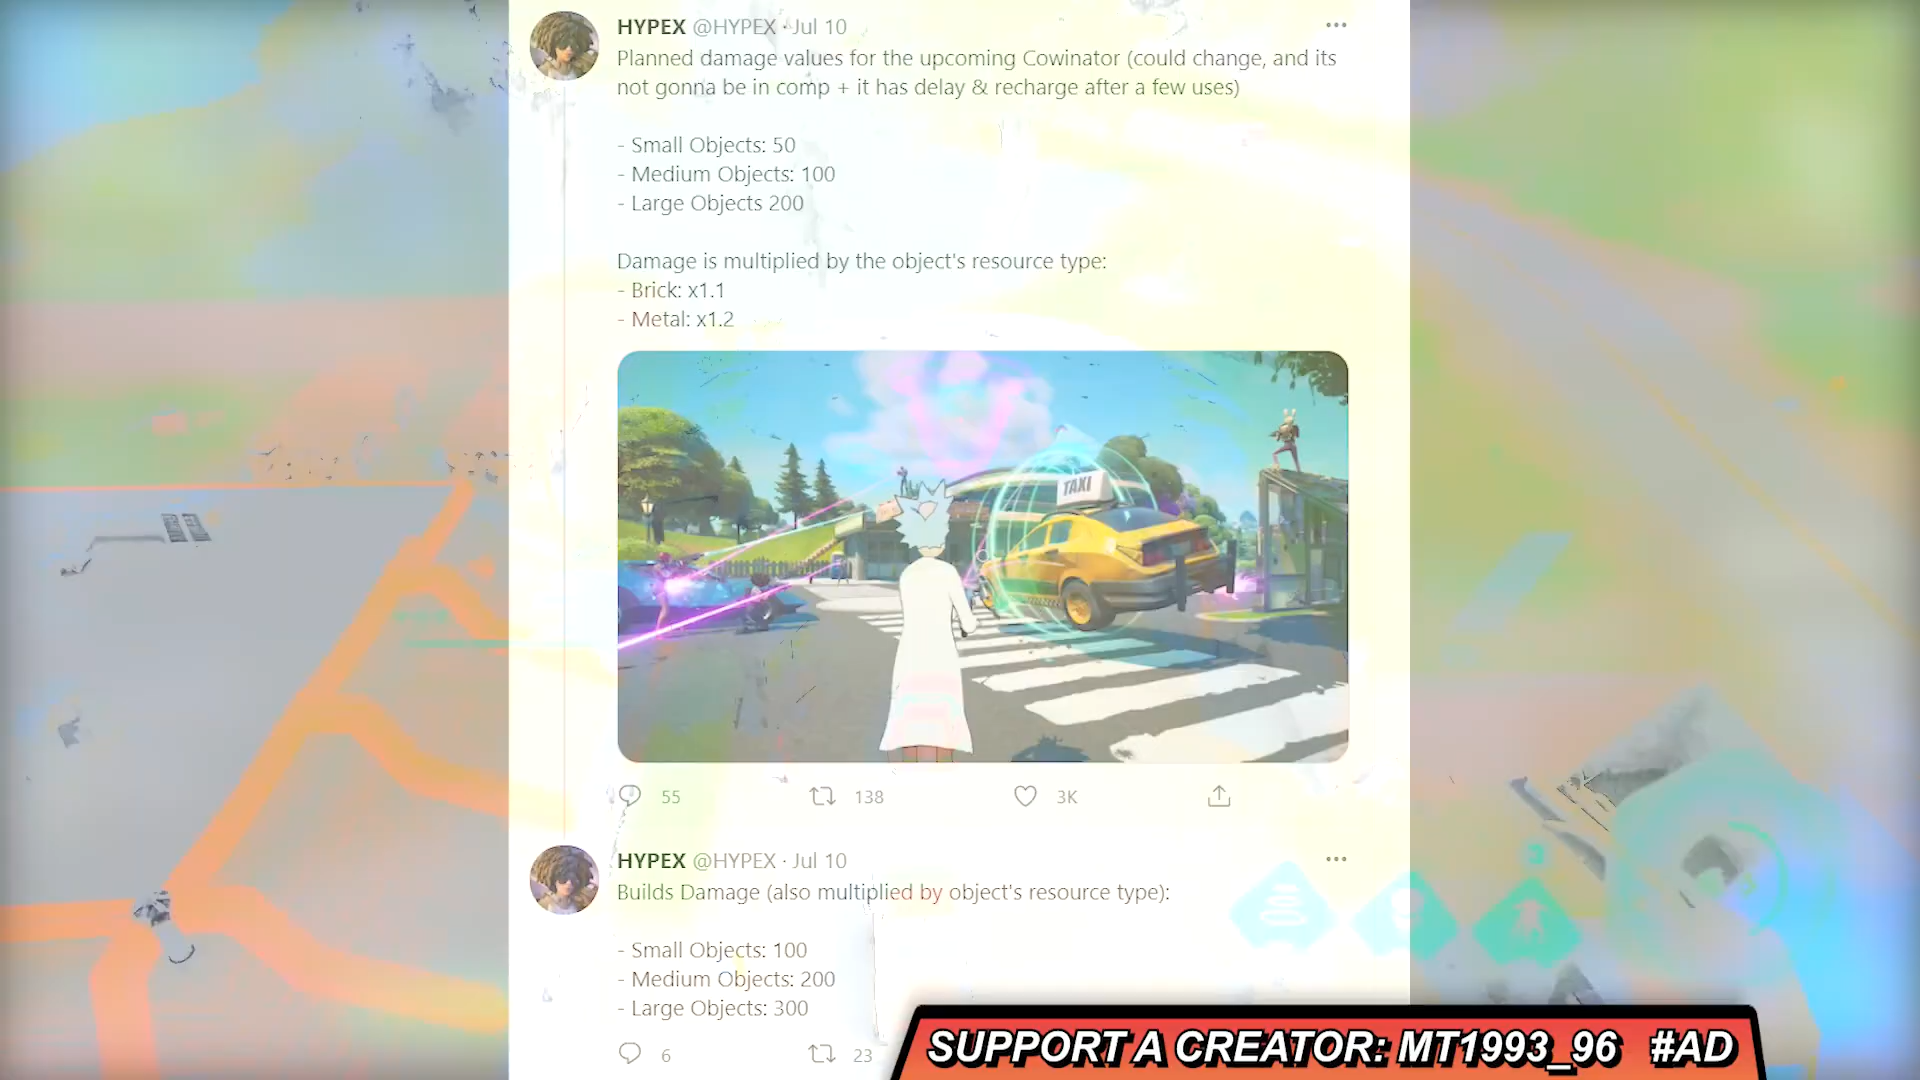 HYPEX @HYPEX · Jul 10
Planned damage values for the upcoming Cowinator (could change, and its
not gonna be in comp + it has delay & recharge after a few uses)
- Small Objects: 50
- Medium Objects: 100
- Large Objects 200
Damage is multiplied by the object's resource type:
- Brick: x1.1
- Metal: x1.2
TAXI
55 138 3K
HYPEX @HYPEX · Jul 10
Builds Damage (also multiplied by object's resource type):
- Small Objects: 100
- Medium Objects: 200
- Large Objects: 300
6 23
SUPPORT A CREATOR: MT1993_96 #AD